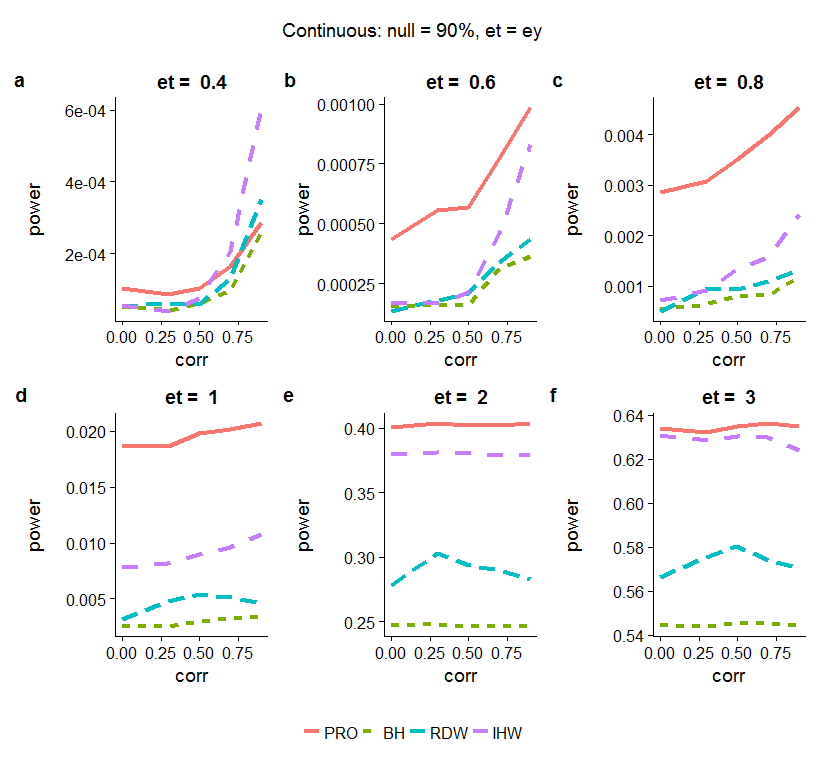 Continuous: null = 90%, et = ey
a
et = 0.4
6e-04
4e-04
2e-04
power
0.00 0.25 0.50 0.75
corr
b
et = 0.6
0.00100
0.00075
0.00050
0.00025
power
0.00 0.25 0.50 0.75
corr
c
et = 0.8
0.004
0.003
0.002
0.001
power
0.00 0.25 0.50 0.75
corr
d
et = 1
0.020
0.015
0.010
0.005
power
0.00 0.25 0.50 0.75
corr
e
et = 2
0.40
0.35
0.30
0.25
power
0.00 0.25 0.50 0.75
corr
f
et = 3
0.64
0.62
0.60
0.58
0.56
0.54
power
0.00 0.25 0.50 0.75
corr
PRO BH RDW IHW